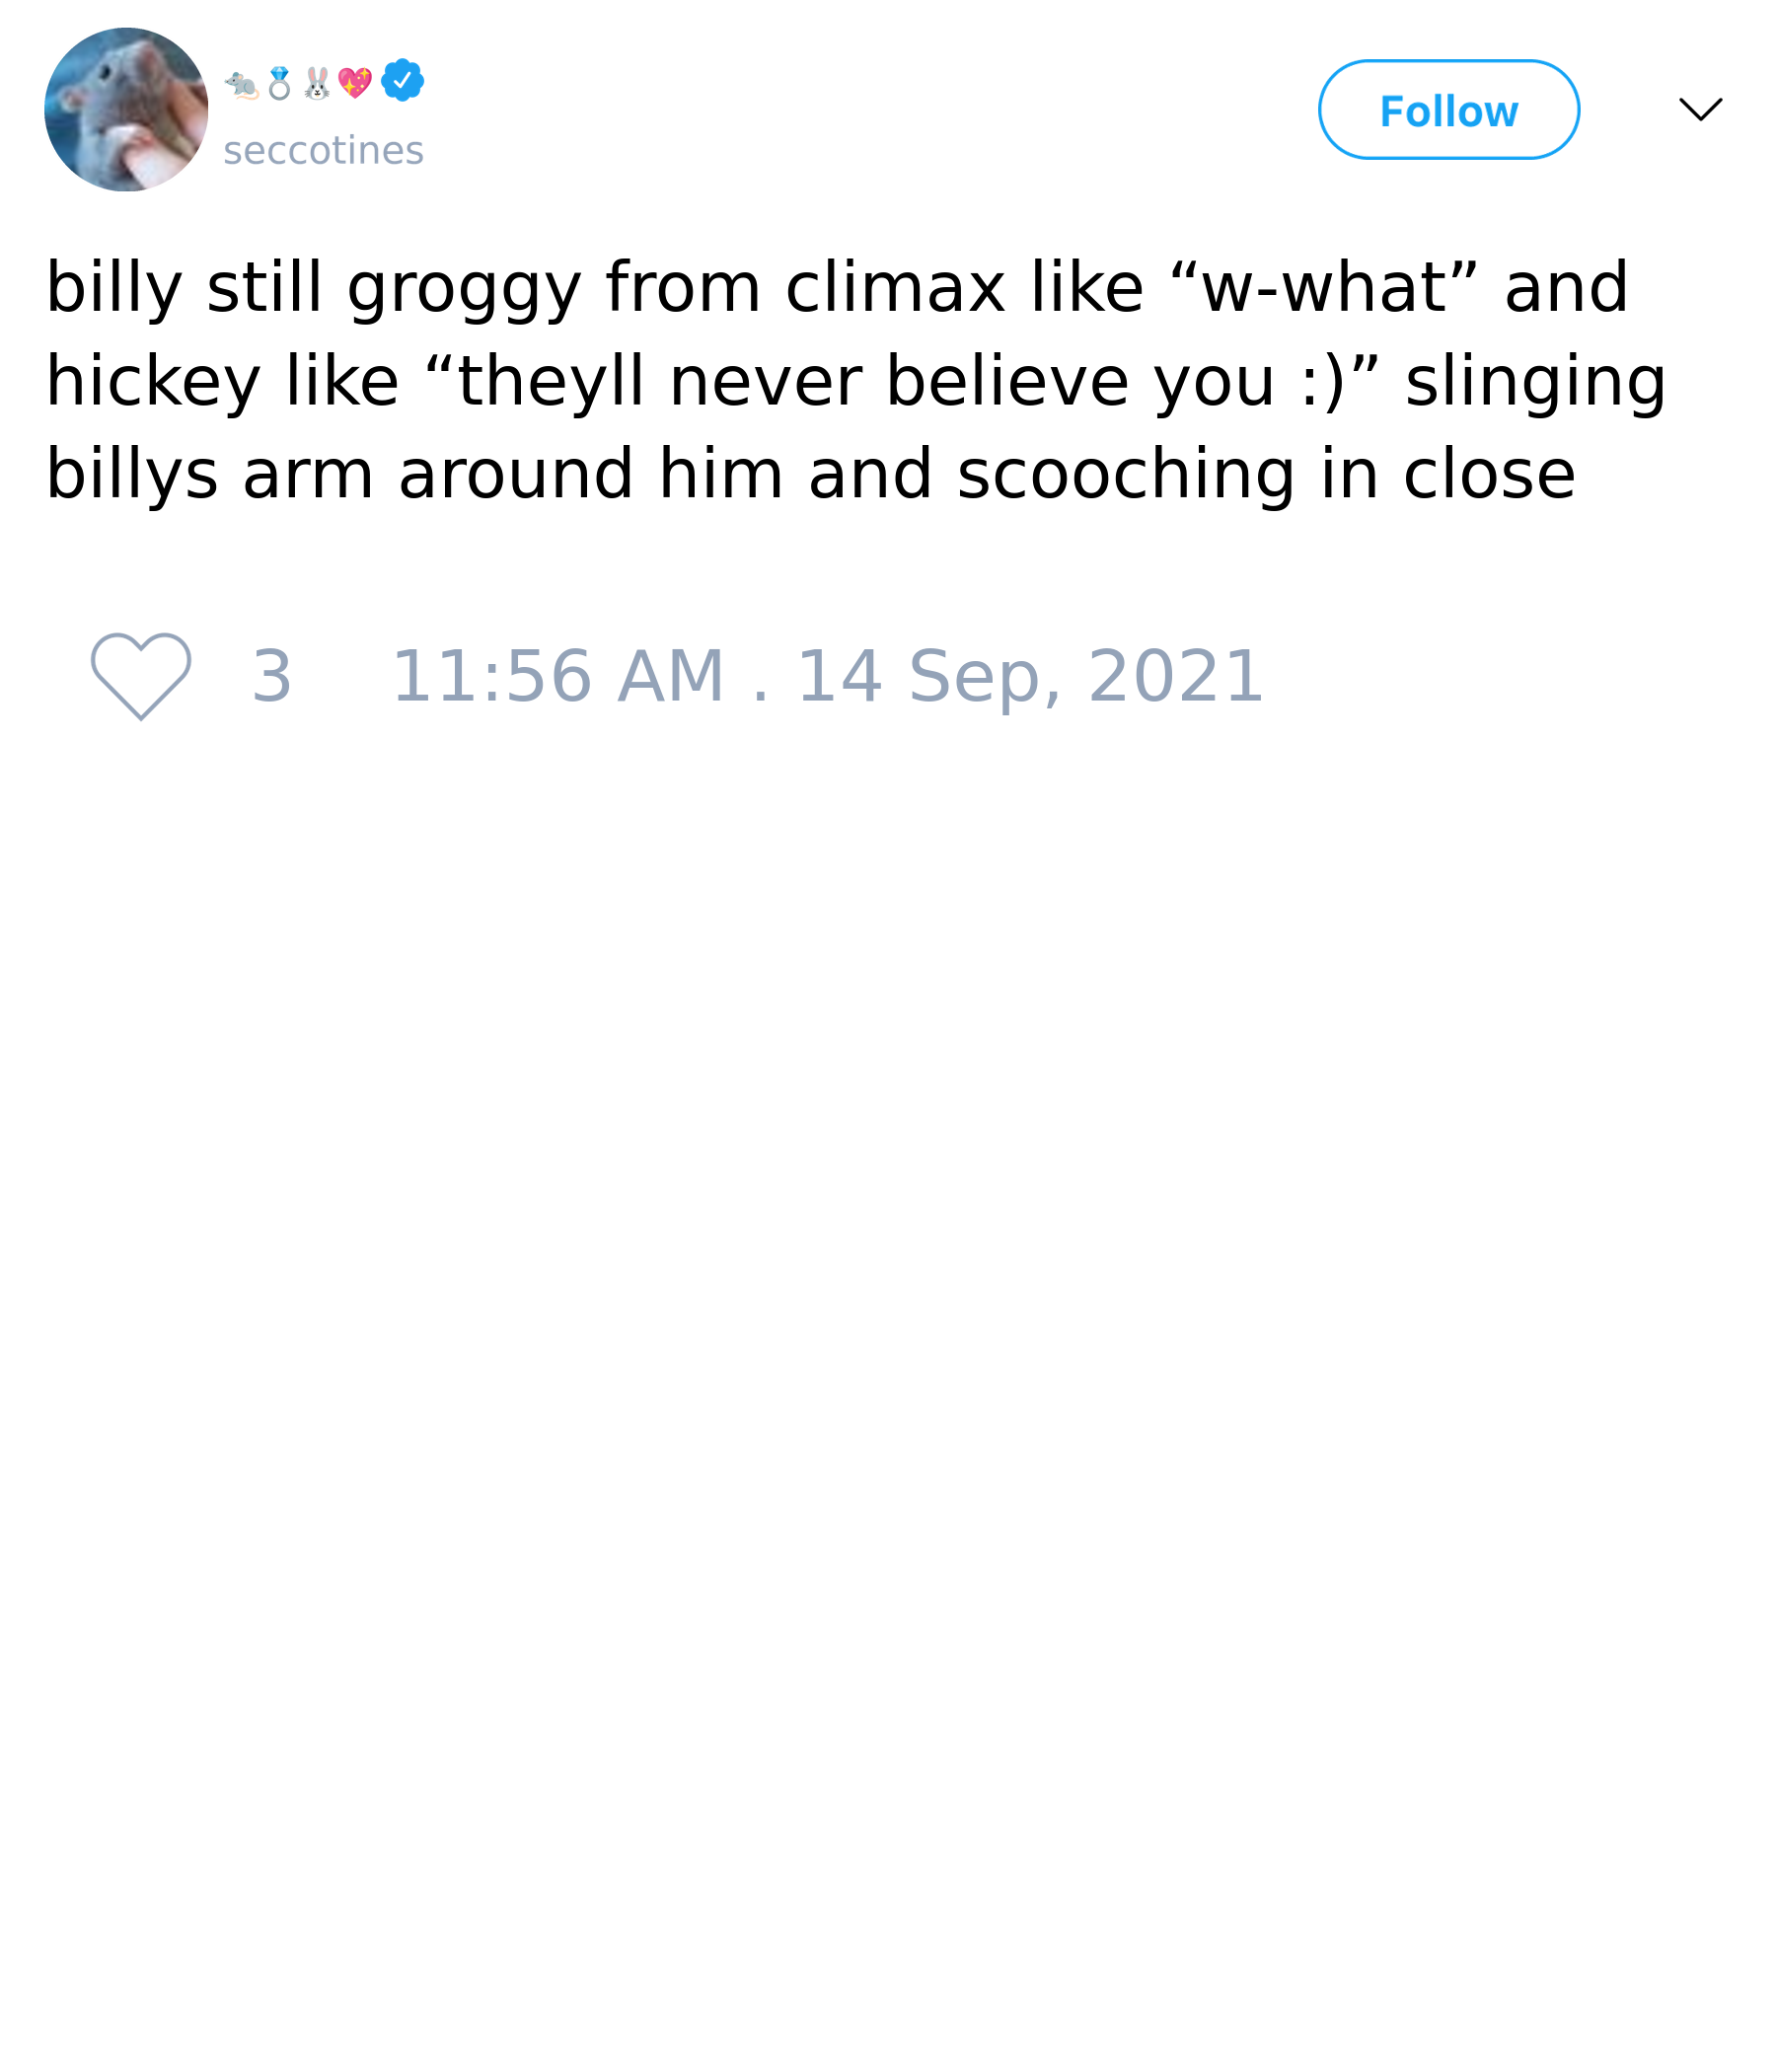 🐀💍🐰💖
seccotines
Follow
billy still groggy from climax like “w-what” and
hickey like “theyll never believe you :)” slinging
billys arm around him and scooching in close
3 11:56 AM . 14 Sep, 2021